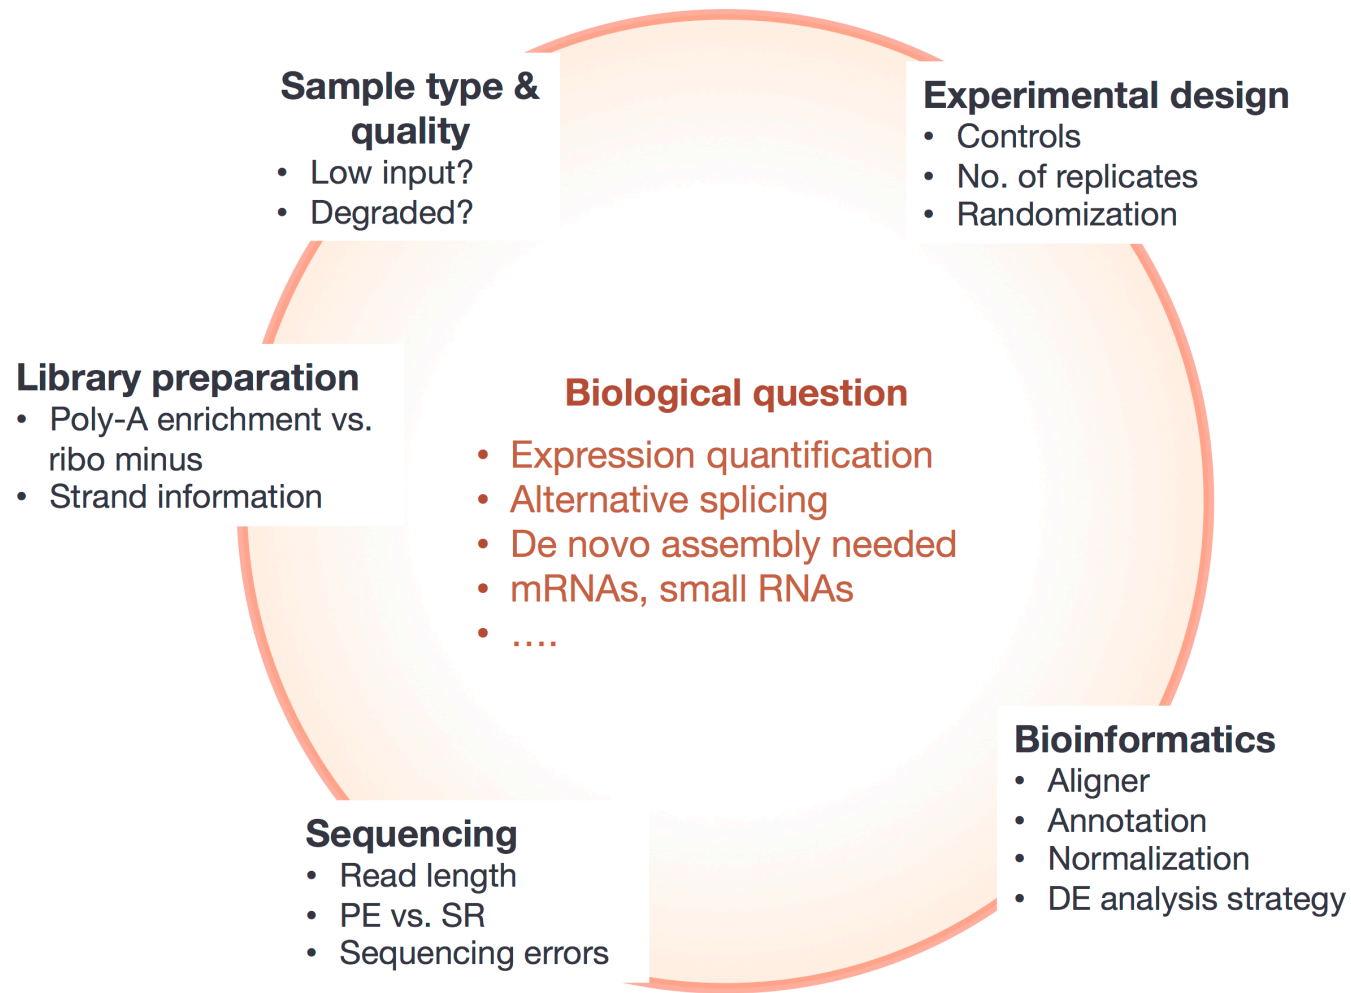 Sample type &
quality
• Low input?
• Degraded?
Experimental design
• Controls
• No. of replicates
• Randomization
Library preparation
• Poly-A enrichment vs.
ribo minus
• Strand information
Biological question
• Expression quantification
• Alternative splicing
• De novo assembly needed
• mRNAs, small RNAs
• ....
Bioinformatics
• Aligner
• Annotation
• Normalization
• DE analysis strategy
Sequencing
• Read length
• PE vs. SR
• Sequencing errors